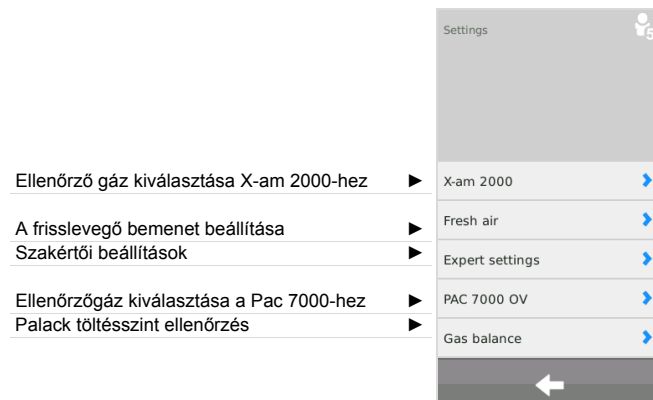 Settings
5
Ellenőrző gáz kiválasztása X-am 2000-hez ► X-am 2000
A frisslevegő bemenet beállítása ► Fresh air
Szakértői beállítások ► Expert settings
Ellenőrzőgáz kiválasztása a Pac 7000-hez ► PAC 7000 OV
Palack töltésszint ellenőrzés ► Gas balance